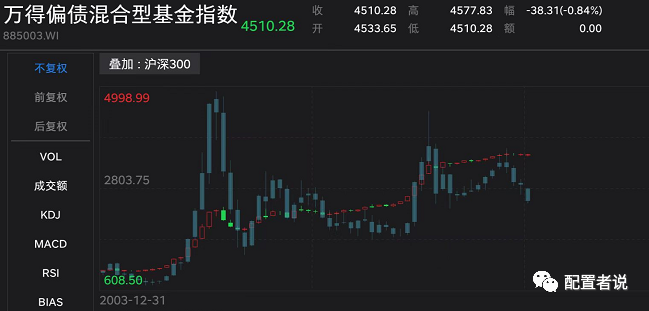 万得偏债混合型基金指数 4510.28
885003.WI
收 4510.28 高 4577.83 幅 -38.31(-0.84%)
开 4533.65 低 4510.28 额 0.00
不复权
前复权
后复权
VOL
成交额
KDJ
MACD
RSI
BIAS
叠加 : 沪深300
4998.99
2803.75
608.50
2003-12-31
配置者说